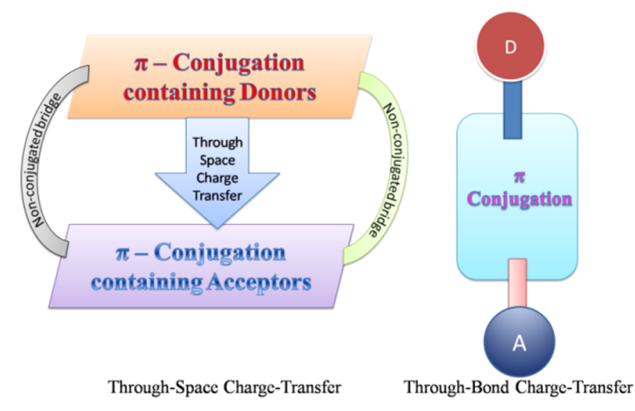 π – Conjugation
containing Donors
Non-conjugated bridge
Through
Space
Charge
Transfer
Non-conjugated bridge
π – Conjugation
containing Acceptors
Through-Space Charge-Transfer
D
π
Conjugation
A
Through-Bond Charge-Transfer